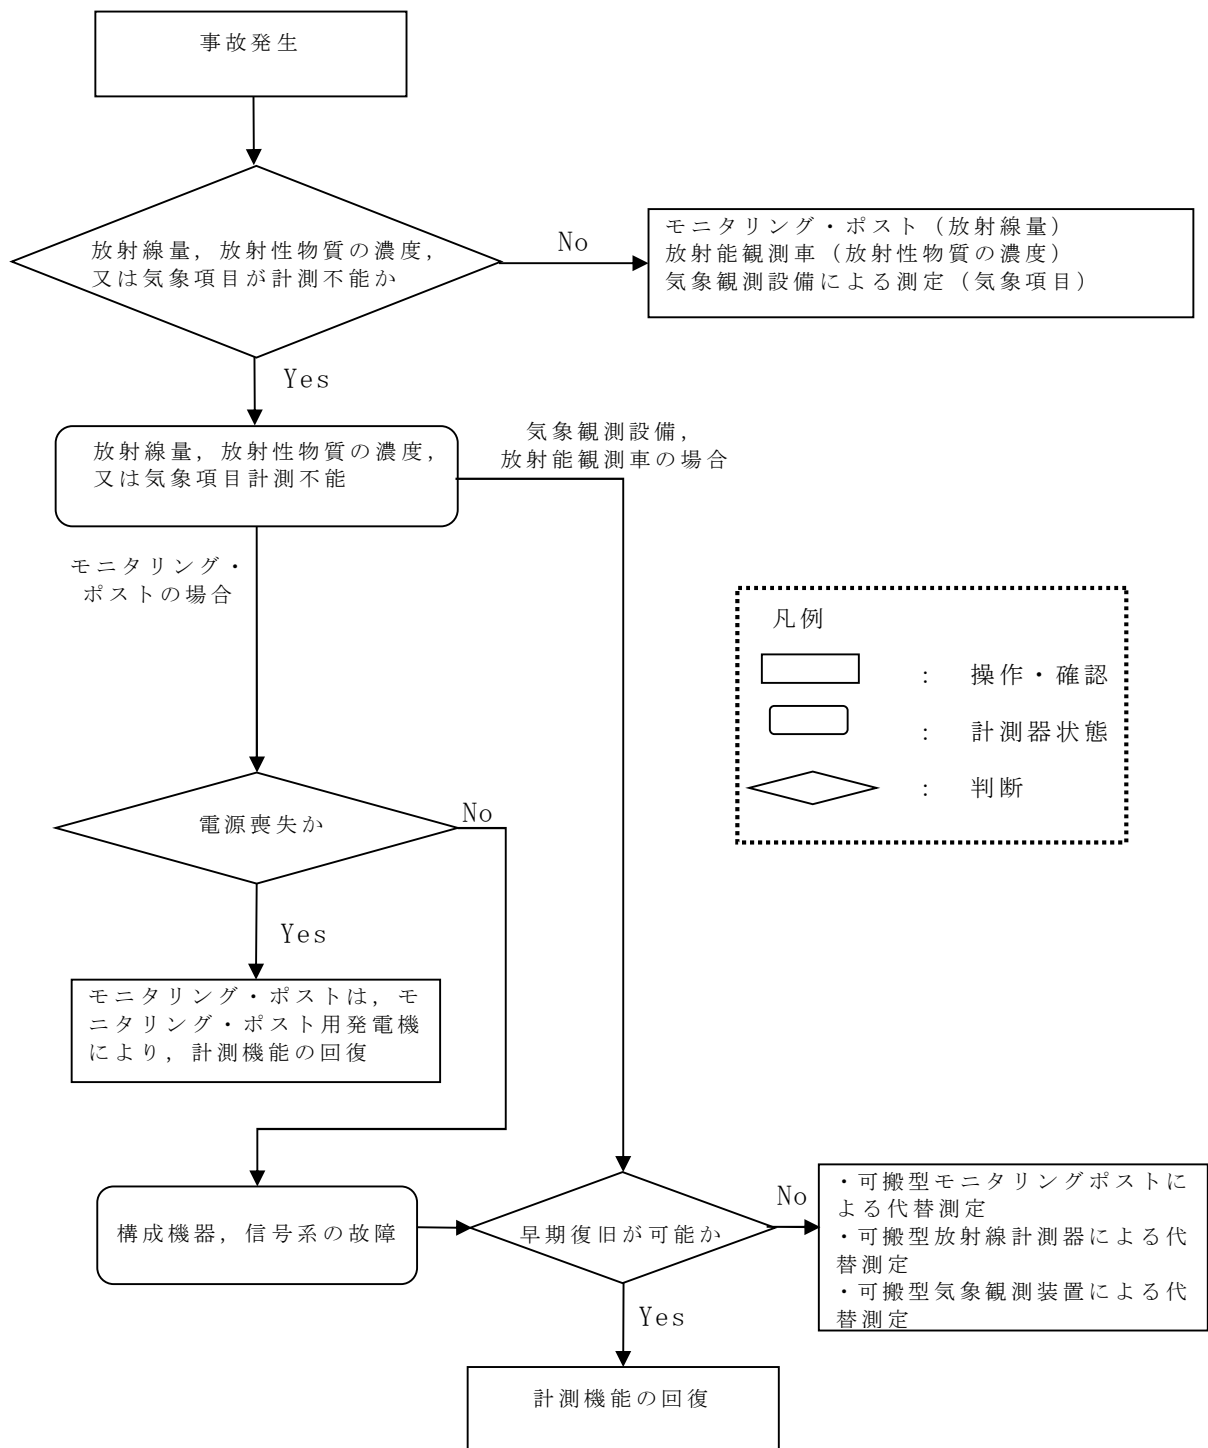 事故発生
放射線量，放射性物質の濃度，
又は気象項目が計測不能か
No
モニタリング・ポスト（放射線量）
放射能観測車（放射性物質の濃度）
気象観測設備による測定（気象項目）
Yes
放射線量，放射性物質の濃度，
又は気象項目計測不能
気象観測設備，
放射能観測車の場合
モニタリング・
ポストの場合
凡例
：　操作・確認
：　計測器状態
：　判断
電源喪失か
No
Yes
モニタリング・ポストは，モ
ニタリング・ポスト用発電機
により，計測機能の回復
構成機器，信号系の故障
早期復旧が可能か
No
・可搬型モニタリングポストに
よる代替測定
・可搬型放射線計測器による代
替測定
・可搬型気象観測装置による代
替測定
Yes
計測機能の回復